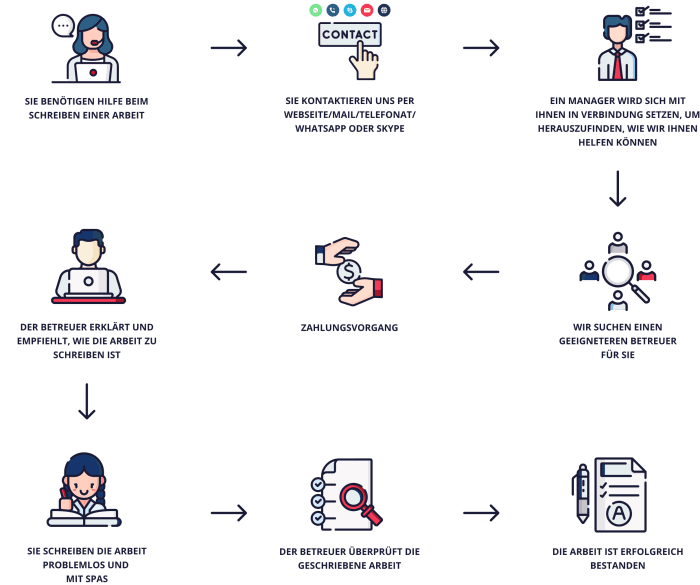 CONTACT
SIE BENÖTIGEN HILFE BEIM
SCHREIBEN EINER ARBEIT
SIE KONTAKTIEREN UNS PER
WEBSEITE/MAIL/TELEFONAT/
WHATSAPP ODER SKYPE
EIN MANAGER WIRD SICH MIT
IHNEN IN VERBINDUNG SETZEN, UM
HERAUSZUFINDEN, WIE WIR IHNEN
HELFEN KÖNNEN
$
DER BETREUER ERKLÄRT UND
EMPFIEHLT, WIE DIE ARBEIT ZU
SCHREIBEN IST
ZAHLUNGSVORGANG
WIR SUCHEN EINEN
GEEIGNETEREN BETREUER
FÜR SIE
A
SIE SCHREIBEN DIE ARBEIT
PROBLEMLOS UND
MIT SPAS
DER BETREUER ÜBERPRÜFT DIE
GESCHRIEBENE ARBEIT
DIE ARBEIT IST ERFOLGREICH
BESTANDEN